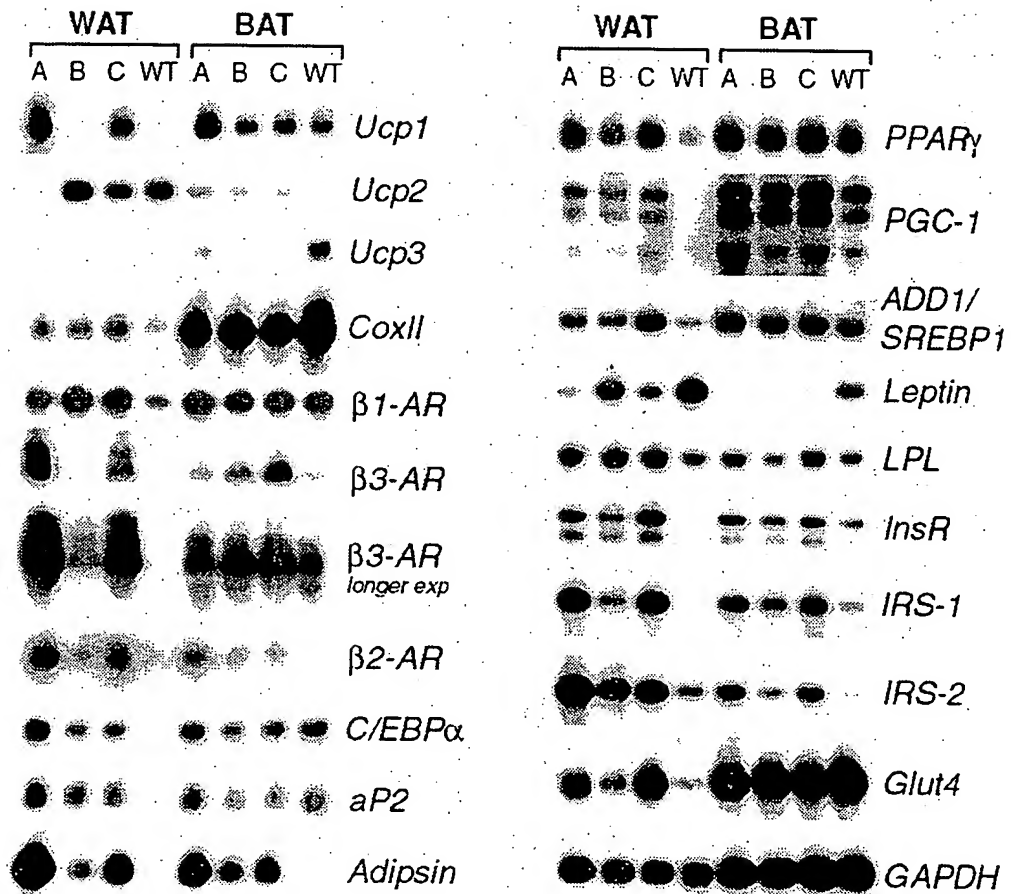 WAT BAT
A B C WT A B C WT
Ucp1
Ucp2
Ucp3
CoxII
β1-AR
β3-AR
β3-AR
longer exp
β2-AR
C/EBPα
aP2
Adipsin
WAT BAT
A B C WT A B C WT
PPARγ
PGC-1
ADD1/
SREBP1
Leptin
LPL
InsR
IRS-1
IRS-2
Glut4
GAPDH